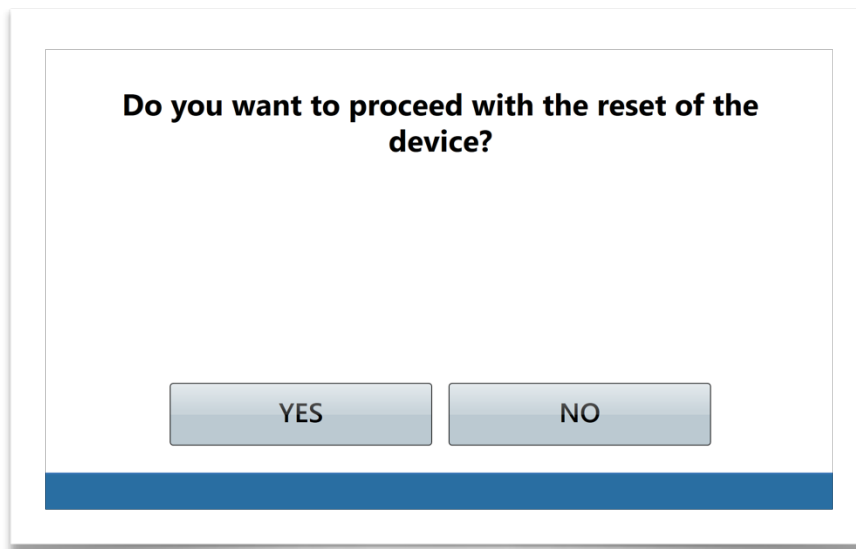 Do you want to proceed with the reset of the
device?
YES
NO